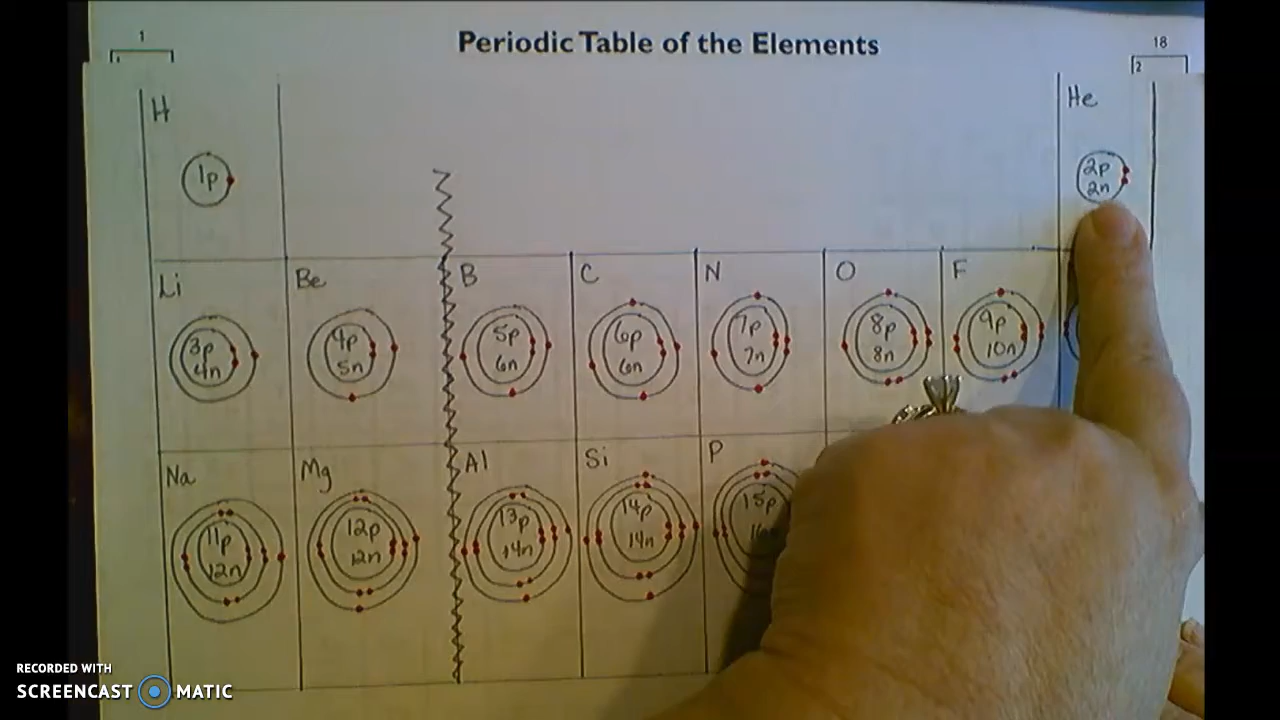 1
Periodic Table of the Elements
18
1
2
H
He
1p
2p
2n
Li
Be
B
C
N
O
F
3p
4n
4p
5n
5p
6n
6p
6n
7p
7n
8p
8n
9p
10n
Na
Mg
Al
Si
P
11p
12n
12p
12n
13p
14n
14p
14n
15p
RECORDED WITH
SCREENCAST MATIC